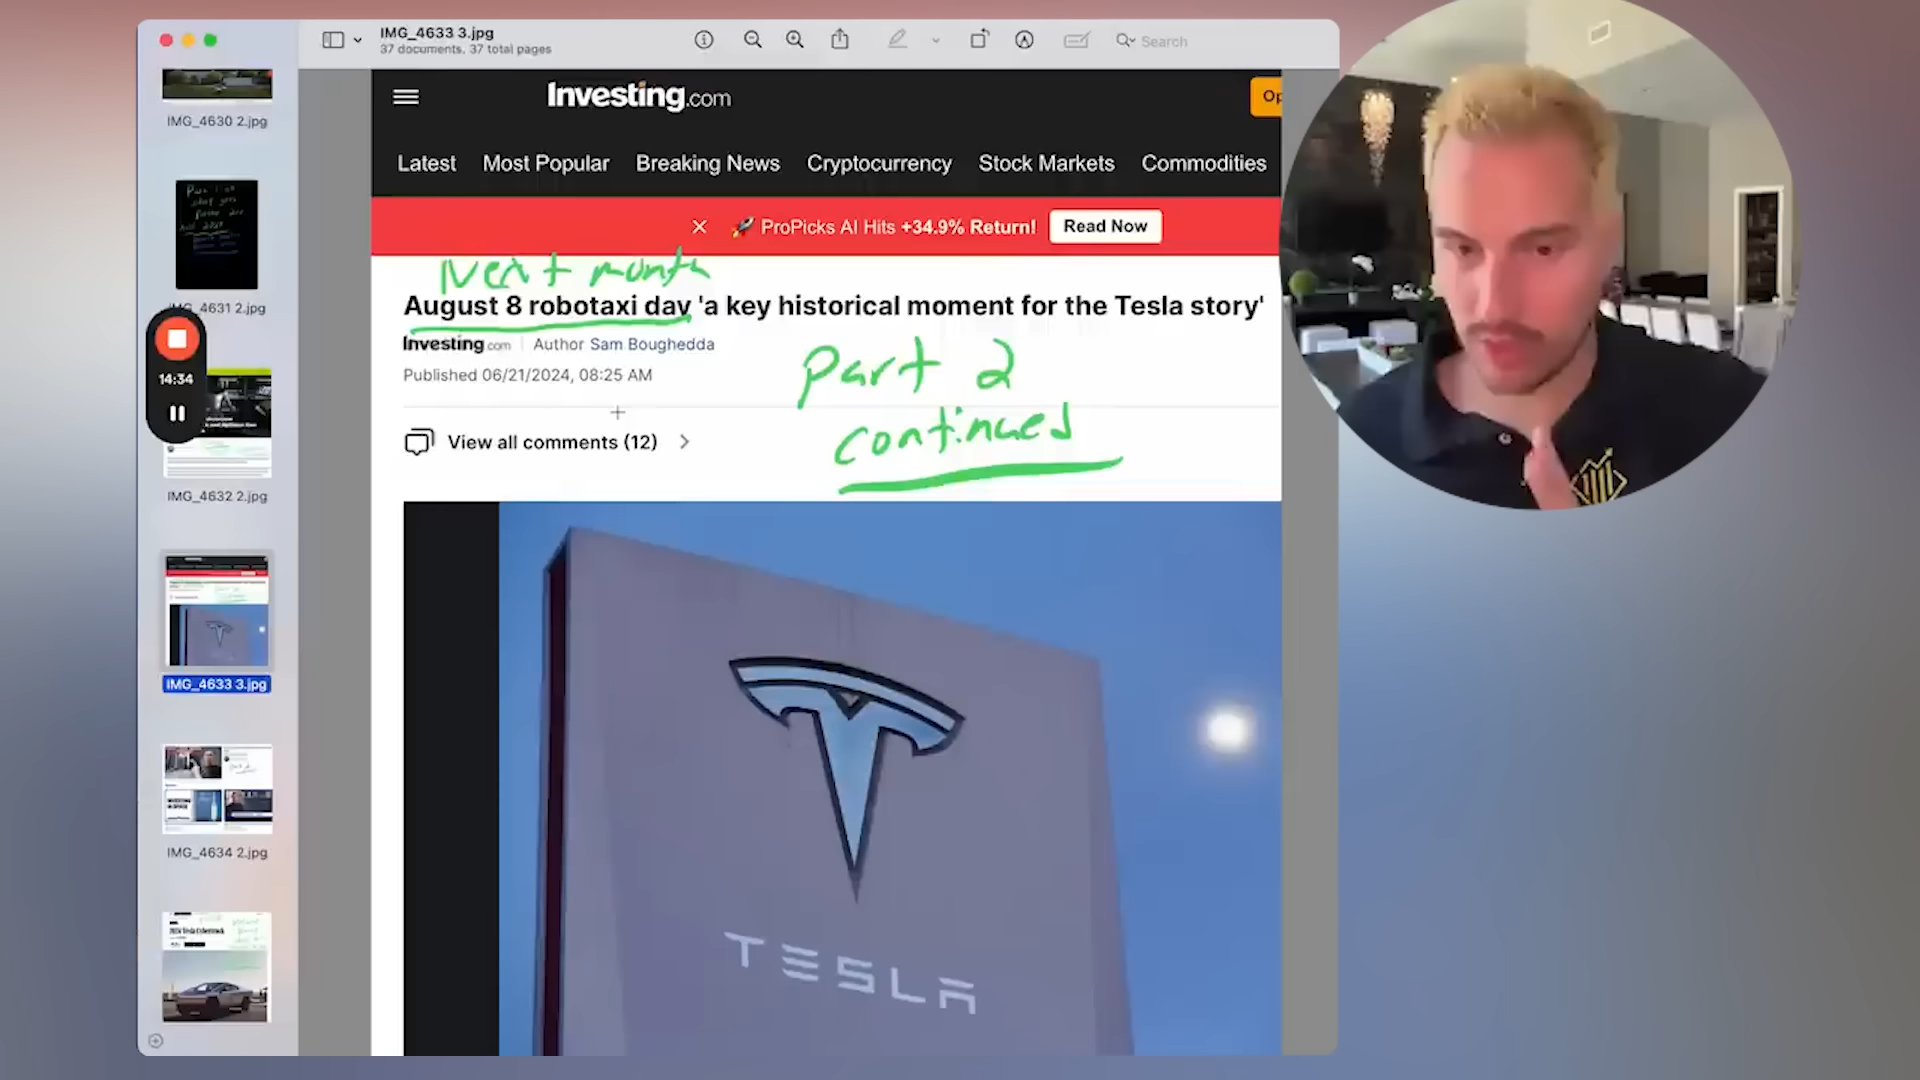 IMG_4633 3.jpg
37 documents, 37 total pages
Search
IMG_4630 2.jpg
IMG_4631 2.jpg
14:34
IMG_4632 2.jpg
IMG_4633 3.jpg
IMG_4634 2.jpg
Investing.com
Latest Most Popular Breaking News Cryptocurrency Stock Markets Commodities
🚀 ProPicks AI Hits +34.9% Return! Read Now
Next month
August 8 robotaxi day 'a key historical moment for the Tesla story'
Investing.com Author Sam Boughedda
Published 06/21/2024, 08:25 AM
Part 2
continued
View all comments (12)
TESLA